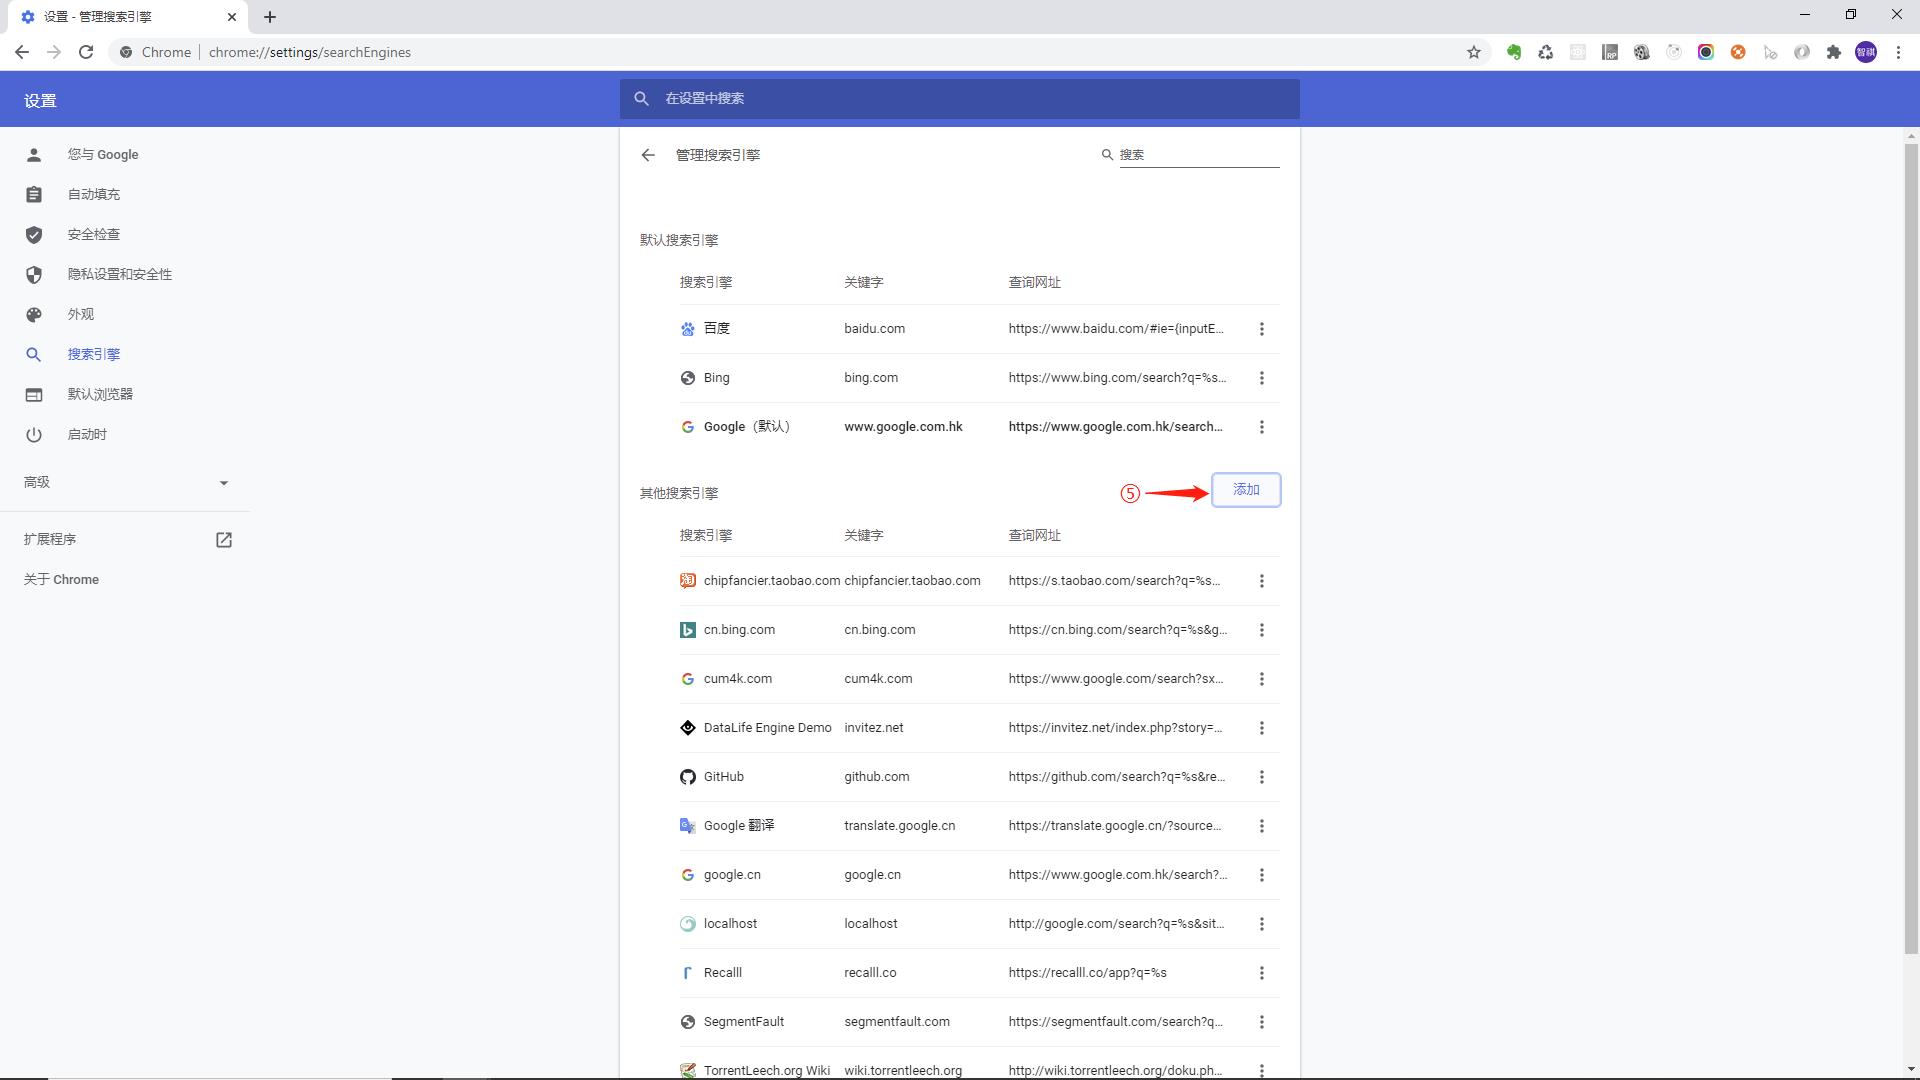 设置 - 管理搜索引擎
Chrome | chrome://settings/searchEngines
智祺
设置
在设置中搜索
您与 Google
自动填充
安全检查
隐私设置和安全性
外观
搜索引擎
默认浏览器
启动时
高级
扩展程序
关于 Chrome
管理搜索引擎
搜索
默认搜索引擎
搜索引擎 关键字 查询网址
百度 baidu.com https://www.baidu.com/#ie={inputE...
Bing bing.com https://www.bing.com/search?q=%s...
Google（默认） www.google.com.hk https://www.google.com.hk/search...
其他搜索引擎 ⑤ 添加
搜索引擎 关键字 查询网址
chipfancier.taobao.com chipfancier.taobao.com https://s.taobao.com/search?q=%s...
cn.bing.com cn.bing.com https://cn.bing.com/search?q=%s&g...
cum4k.com cum4k.com https://www.google.com/search?sx...
DataLife Engine Demo invitez.net https://invitez.net/index.php?story=...
GitHub github.com https://github.com/search?q=%s&re...
Google 翻译 translate.google.cn https://translate.google.cn/?source...
google.cn google.cn https://www.google.com.hk/search?...
localhost localhost http://google.com/search?q=%s&sit...
Recalll recalll.co https://recalll.co/app?q=%s
SegmentFault segmentfault.com https://segmentfault.com/search?q...
TorrentLeech.org Wiki wiki.torrentleech.org http://wiki.torrentleech.org/doku.ph...